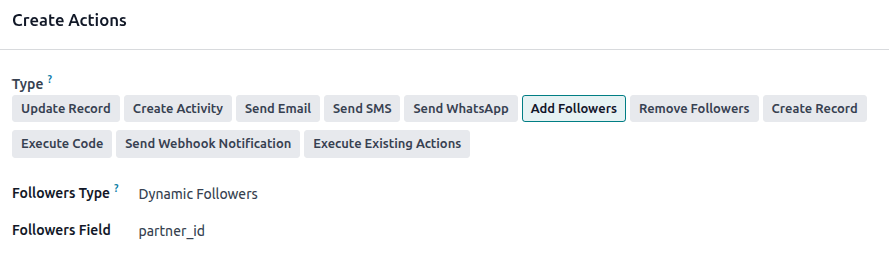 Create Actions
Type ?
Update Record Create Activity Send Email Send SMS Send WhatsApp Add Followers Remove Followers Create Record
Execute Code Send Webhook Notification Execute Existing Actions
Followers Type ? Dynamic Followers
Followers Field partner_id